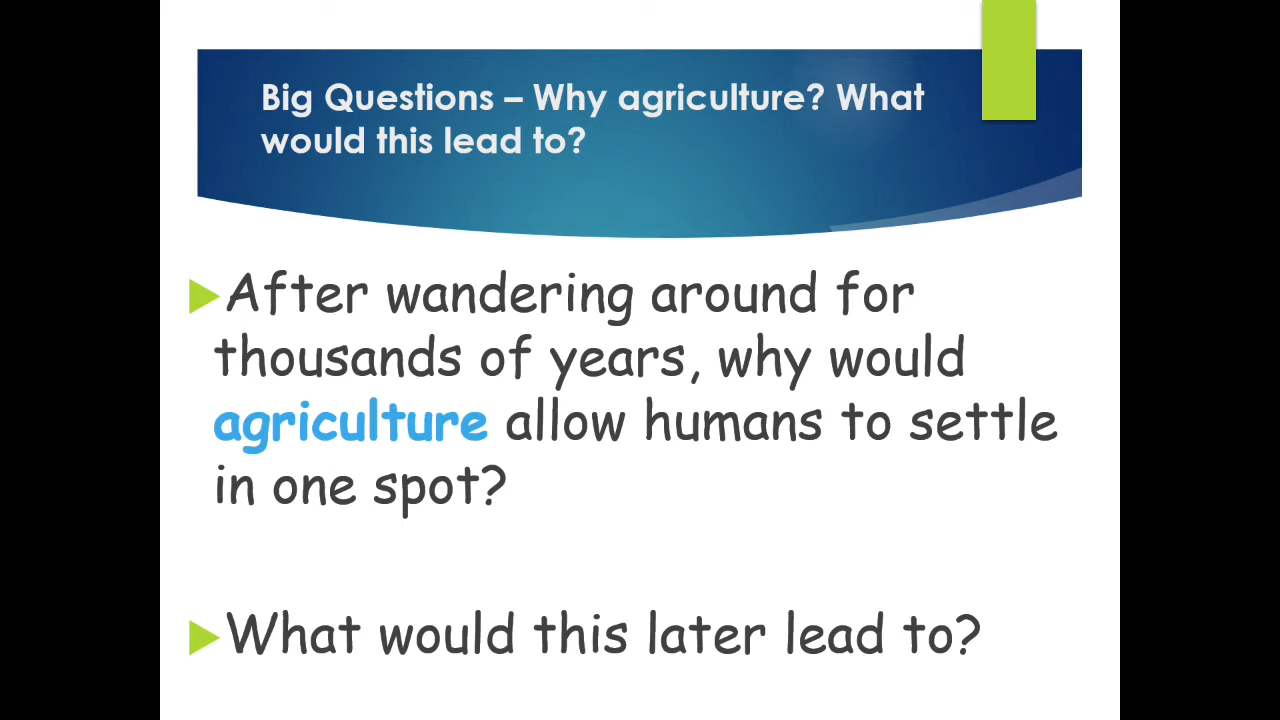 Big Questions – Why agriculture? What
would this lead to?
After wandering around for
thousands of years, why would
agriculture allow humans to settle
in one spot?
What would this later lead to?